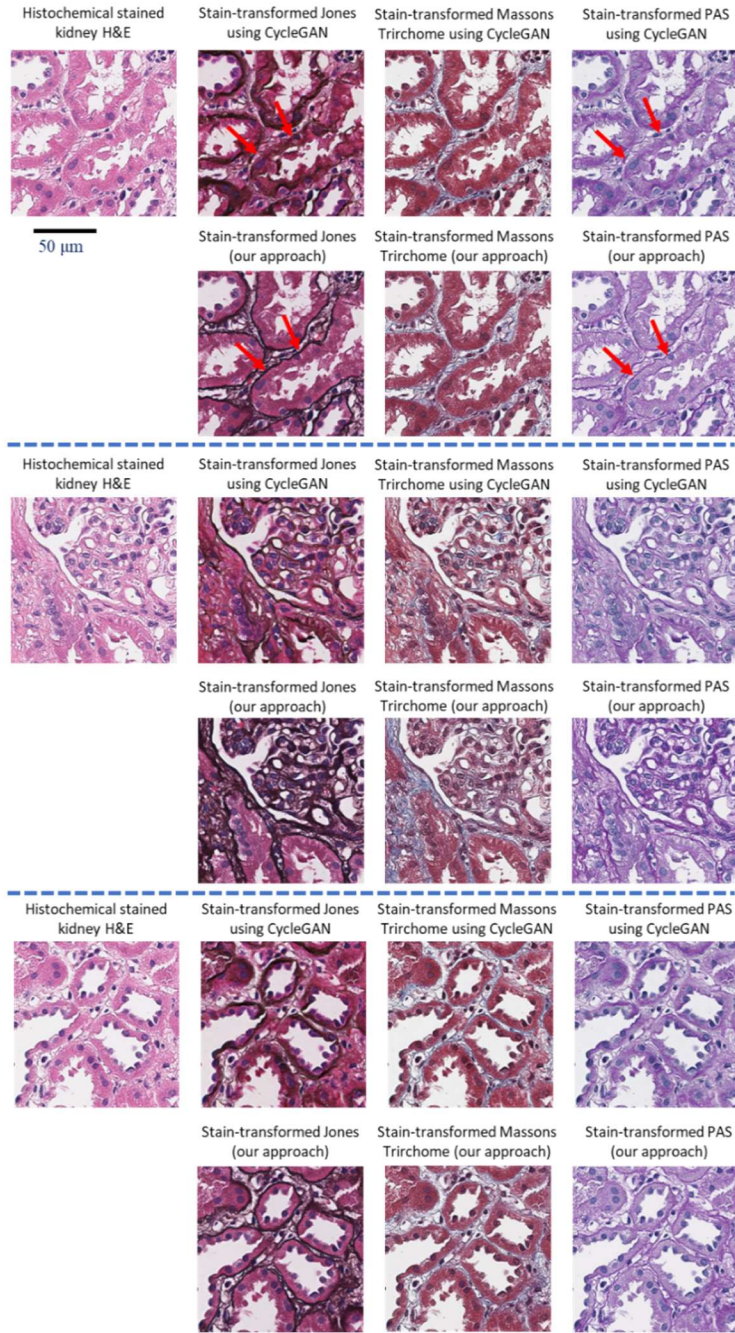 Histochemical stained
kidney H&E
Stain-transformed Jones
using CycleGAN
Stain-transformed Massons
Trirchome using CycleGAN
Stain-transformed PAS
using CycleGAN
50 μm
Stain-transformed Jones
(our approach)
Stain-transformed Massons
Trirchome (our approach)
Stain-transformed PAS
(our approach)
Histochemical stained
kidney H&E
Stain-transformed Jones
using CycleGAN
Stain-transformed Massons
Trirchome using CycleGAN
Stain-transformed PAS
using CycleGAN
Stain-transformed Jones
(our approach)
Stain-transformed Massons
Trirchome (our approach)
Stain-transformed PAS
(our approach)
Histochemical stained
kidney H&E
Stain-transformed Jones
using CycleGAN
Stain-transformed Massons
Trirchome using CycleGAN
Stain-transformed PAS
using CycleGAN
Stain-transformed Jones
(our approach)
Stain-transformed Massons
Trirchome (our approach)
Stain-transformed PAS
(our approach)